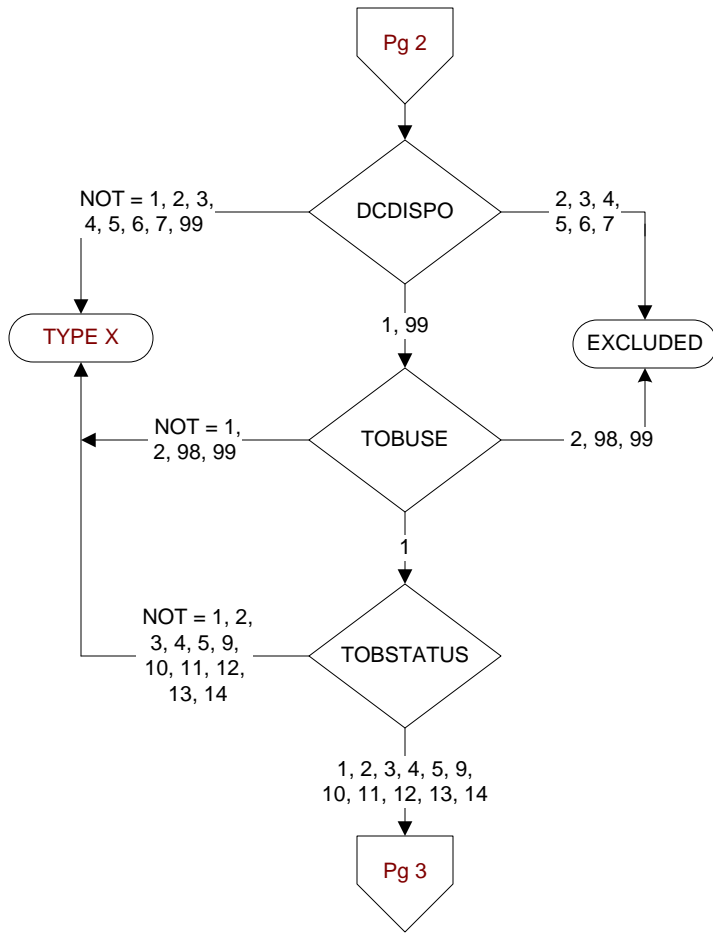 Pg 2
NOT = 1, 2, 3,
4, 5, 6, 7, 99
DCDISPO
2, 3, 4,
5, 6, 7
TYPE X
1, 99
EXCLUDED
NOT = 1,
2, 98, 99
TOBUSE
2, 98, 99
1
NOT = 1, 2,
3, 4, 5, 9,
10, 11, 12,
13, 14
TOBSTATUS
1, 2, 3, 4, 5, 9,
10, 11, 12, 13, 14
Pg 3